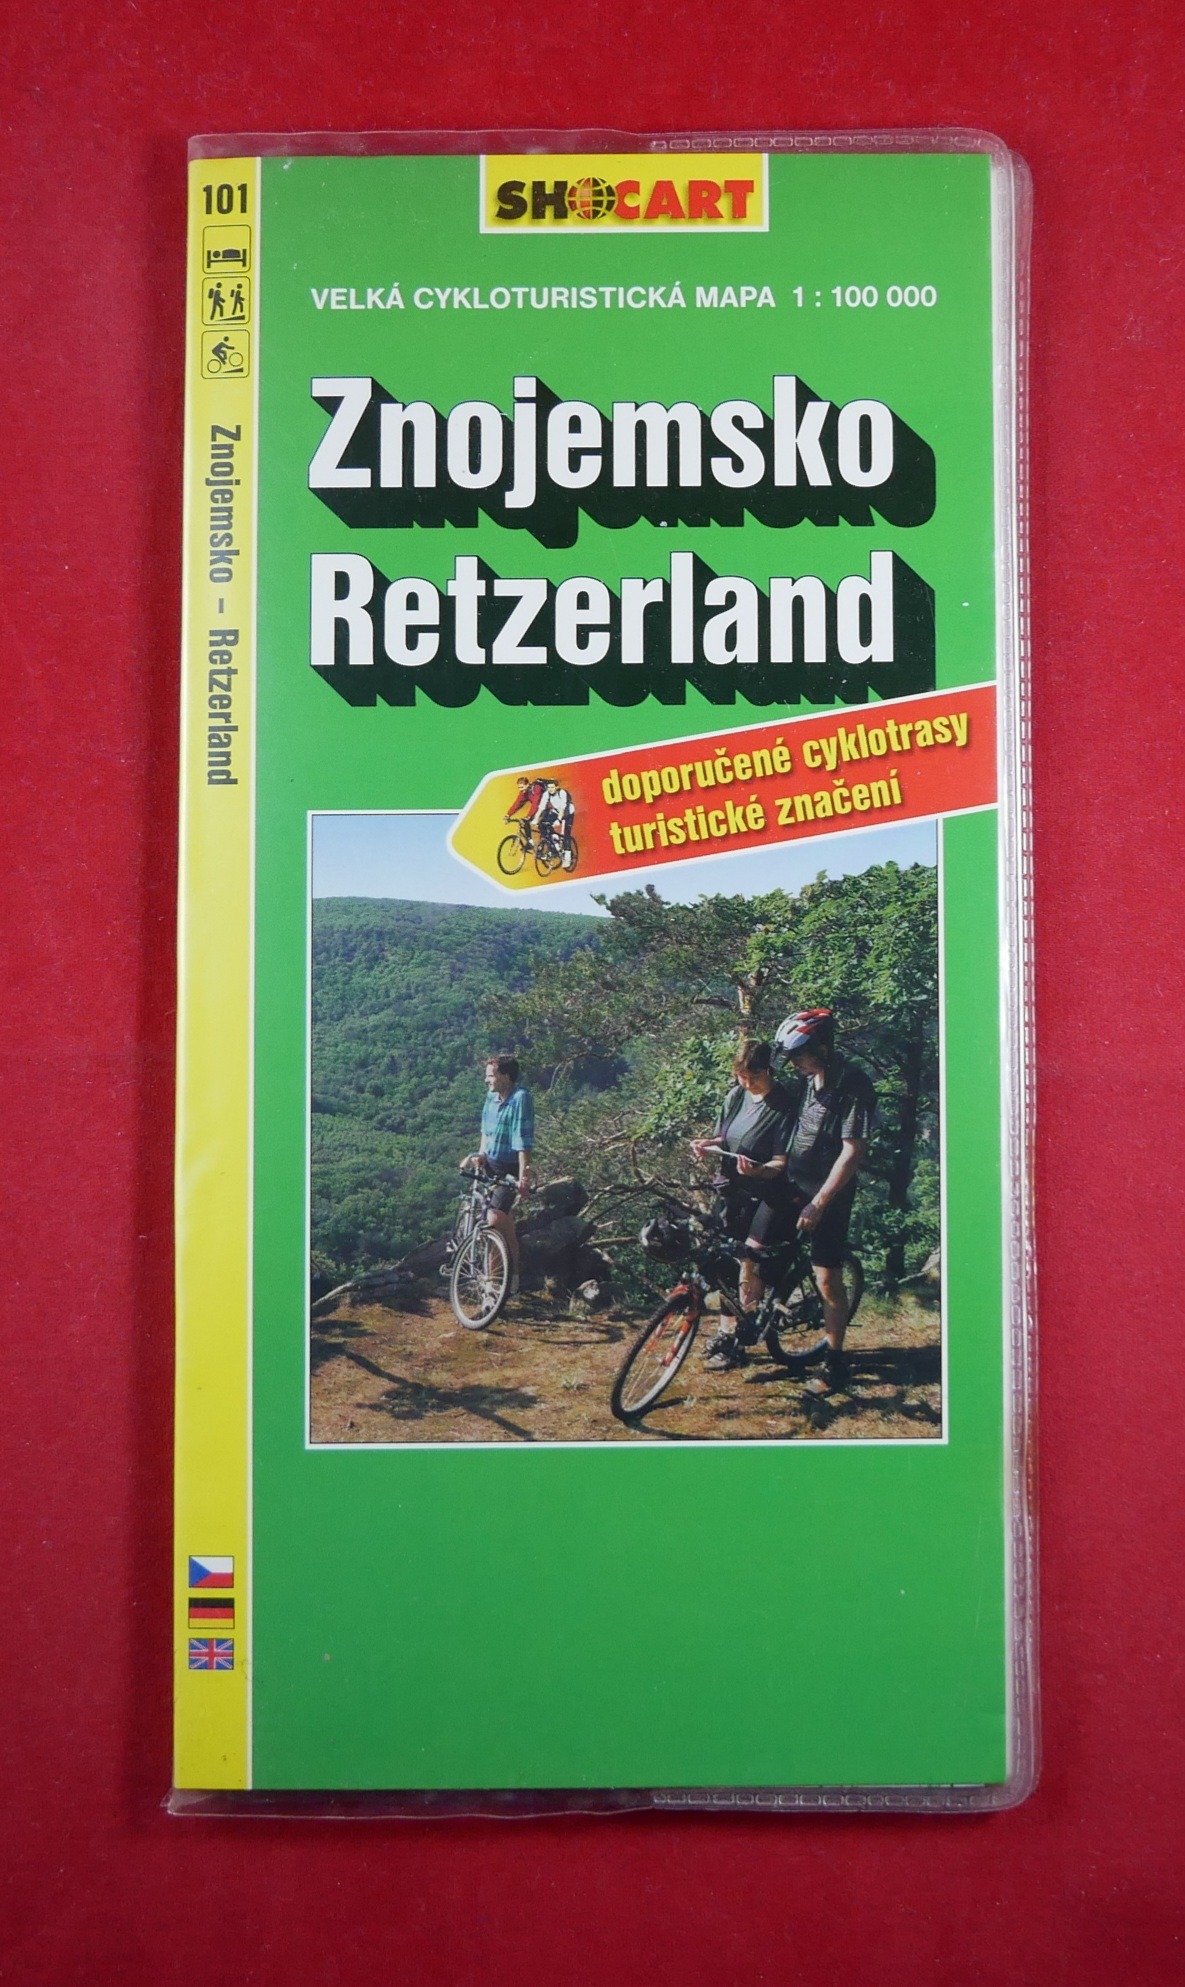 101
SHOCART
VELKÁ CYKLOTURISTICKÁ MAPA 1 : 100 000
Znojemsko
Retzerland
doporučené cyklotrasy
turistické značení
Znojemsko – Retzerland